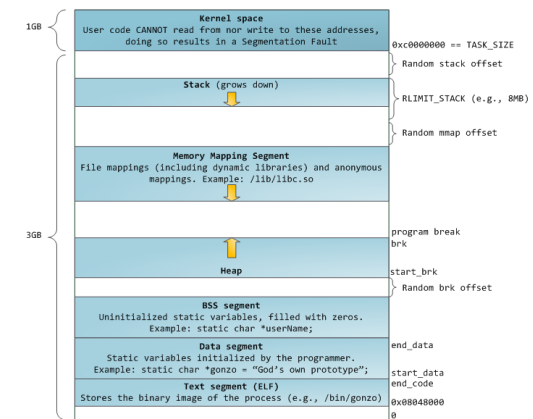 1GB
Kernel space
User code CANNOT read from nor write to these addresses,
doing so results in a Segmentation Fault
0xc0000000 == TASK_SIZE
Random stack offset
Stack (grows down)
RLIMIT_STACK (e.g., 8MB)
Random mmap offset
Memory Mapping Segment
File mappings (including dynamic libraries) and anonymous
mappings. Example: /lib/libc.so
3GB
program break
brk
Heap
start_brk
Random brk offset
BSS segment
Uninitialized static variables, filled with zeros.
Example: static char *userName;
Data segment
Static variables initialized by the programmer.
Example: static char *gonzo = “God’s own prototype”;
end_data
start_data
Text segment (ELF)
Stores the binary image of the process (e.g., /bin/gonzo)
end_code
0x08048000
0